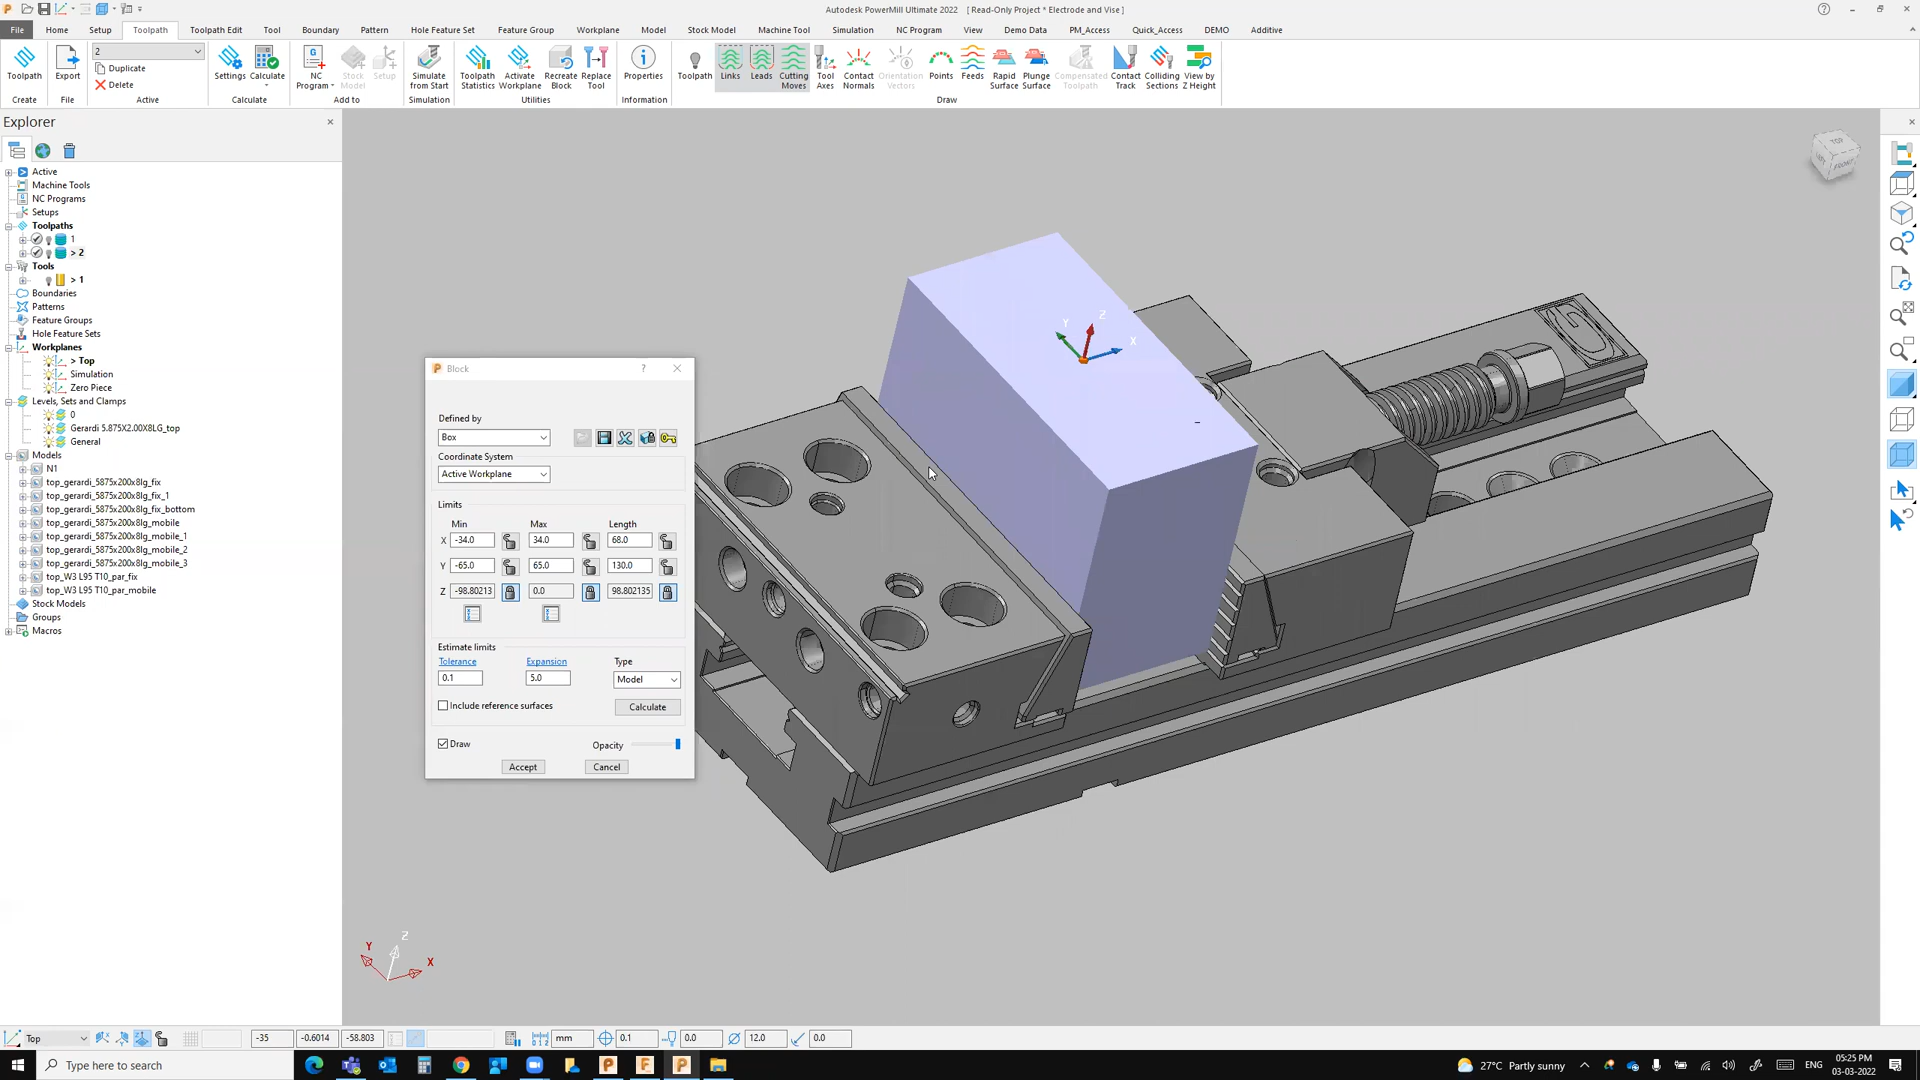 Autodesk PowerMill Ultimate 2022 [ Read-Only Project * Electrode and Vise ]
File Home Setup Toolpath Toolpath Edit Tool Boundary Pattern Hole Feature Set Feature Group Workplane Model Stock Model Machine Tool Simulation NC Program View Demo Data PM_Access Quick_Access DEMO Additive
2
Duplicate
Delete
Toolpath Export Settings Calculate NC Program Stock Model Setup Simulate from Start Toolpath Statistics Activate Workplane Recreate Block Replace Tool Properties Toolpath Links Leads Cutting Moves Tool Axes Contact Normals Orientation Vectors Points Feeds Rapid Surface Plunge Surface Compensated Toolpath Contact Track Colliding Sections View by Z Height
Create File Active Calculate Add to Simulation Utilities Information Draw
Explorer
Active
Machine Tools
NC Programs
Setups
Toolpaths
1
> 2
Tools
> 1
Boundaries
Patterns
Feature Groups
Hole Feature Sets
Workplanes
> Top
Simulation
Zero Piece
Levels, Sets and Clamps
0
Gerardi 5.875X2.00X8LG_top
General
Models
N1
top_gerardi_5875x200x8lg_fix
top_gerardi_5875x200x8lg_fix_1
top_gerardi_5875x200x8lg_fix_bottom
top_gerardi_5875x200x8lg_mobile
top_gerardi_5875x200x8lg_mobile_1
top_gerardi_5875x200x8lg_mobile_2
top_gerardi_5875x200x8lg_mobile_3
top_W3 L95 T10_par_fix
top_W3 L95 T10_par_mobile
Stock Models
Groups
Macros
Block ?
Defined by
Box
Coordinate System
Active Workplane
Limits
Min Max Length
X -34.0 34.0 68.0
Y -65.0 65.0 130.0
Z -98.80213 0.0 98.802135
Estimate limits
Tolerance Expansion Type
0.1 5.0 Model
Include reference surfaces Calculate
Draw Opacity
Accept Cancel
Y Z X
TOP
LEFT FRONT
Z
Y X
Top -35 -0.6014 -58.803 mm 0.1 0.0 12.0 0.0
Type here to search
27°C Partly sunny ENG 05:25 PM
03-03-2022